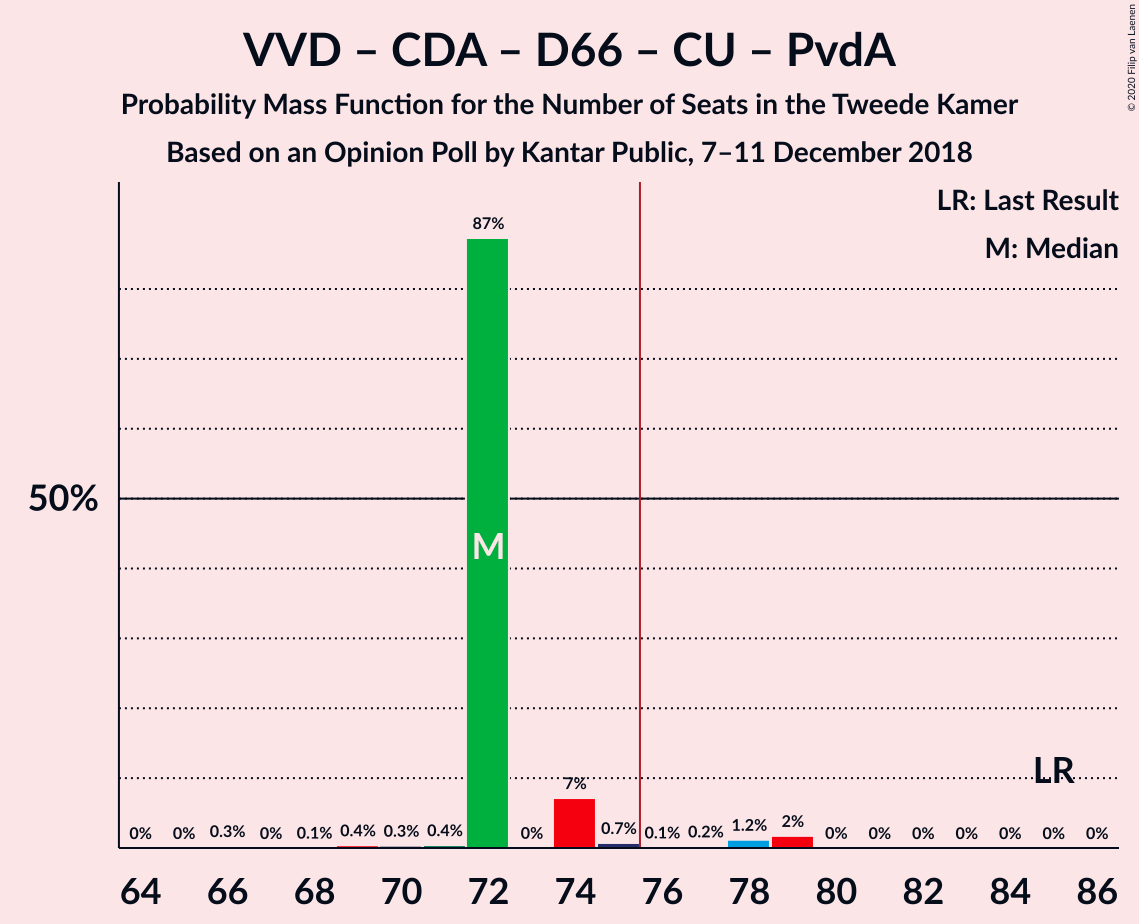 VVD – CDA – D66 – CU – PvdA
Probability Mass Function for the Number of Seats in the Tweede Kamer
Based on an Opinion Poll by Kantar Public, 7–11 December 2018
© 2020 Filip van Laenen
LR: Last Result
M: Median
50%
87%
M
LR
0% 0% 0.3% 0% 0.1% 0.4% 0.3% 0.4% 0% 7% 0.7% 0.1% 0.2% 1.2% 2% 0% 0% 0% 0% 0% 0% 0%
64 66 68 70 72 74 76 78 80 82 84 86